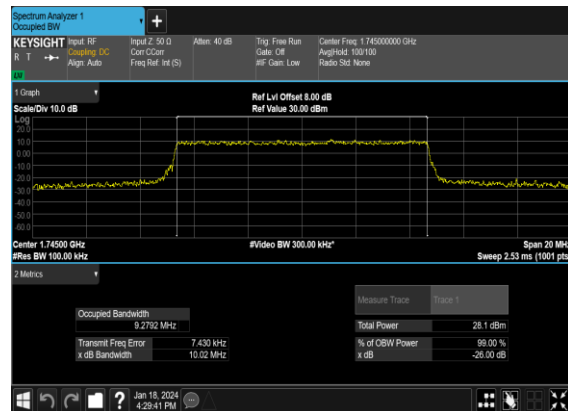 Spectrum Analyzer 1
Occupied BW
+
KEYSIGHT
R T
LW
Input: RF
Coupling: DC
Align: Auto
Input Z: 50 Ω
Corr CCorr
Freq Ref: Int (S)
Atten: 40 dB
Trig: Free Run
Gate: Off
#IF Gain: Low
Center Freq: 1.745000000 GHz
Avg|Hold: 100/100
Radio Std: None
1 Graph
Scale/Div 10.0 dB
Ref Lvl Offset 8.00 dB
Ref Value 30.00 dBm
Log
20.0
10.0
0.00
-10.0
-20.0
-30.0
-40.0
-50.0
-60.0
Center 1.74500 GHz
#Res BW 100.00 kHz
#Video BW 300.00 kHz*
Span 20 MHz
Sweep 2.53 ms (1001 pts
2 Metrics
Measure Trace
Trace 1
Occupied Bandwidth
9.2792 MHz
Total Power
28.1 dBm
Transmit Freq Error
7.430 kHz
% of OBW Power
99.00 %
x dB Bandwidth
10.02 MHz
x dB
-26.00 dB
?
Jan 18, 2024
4:29:41 PM